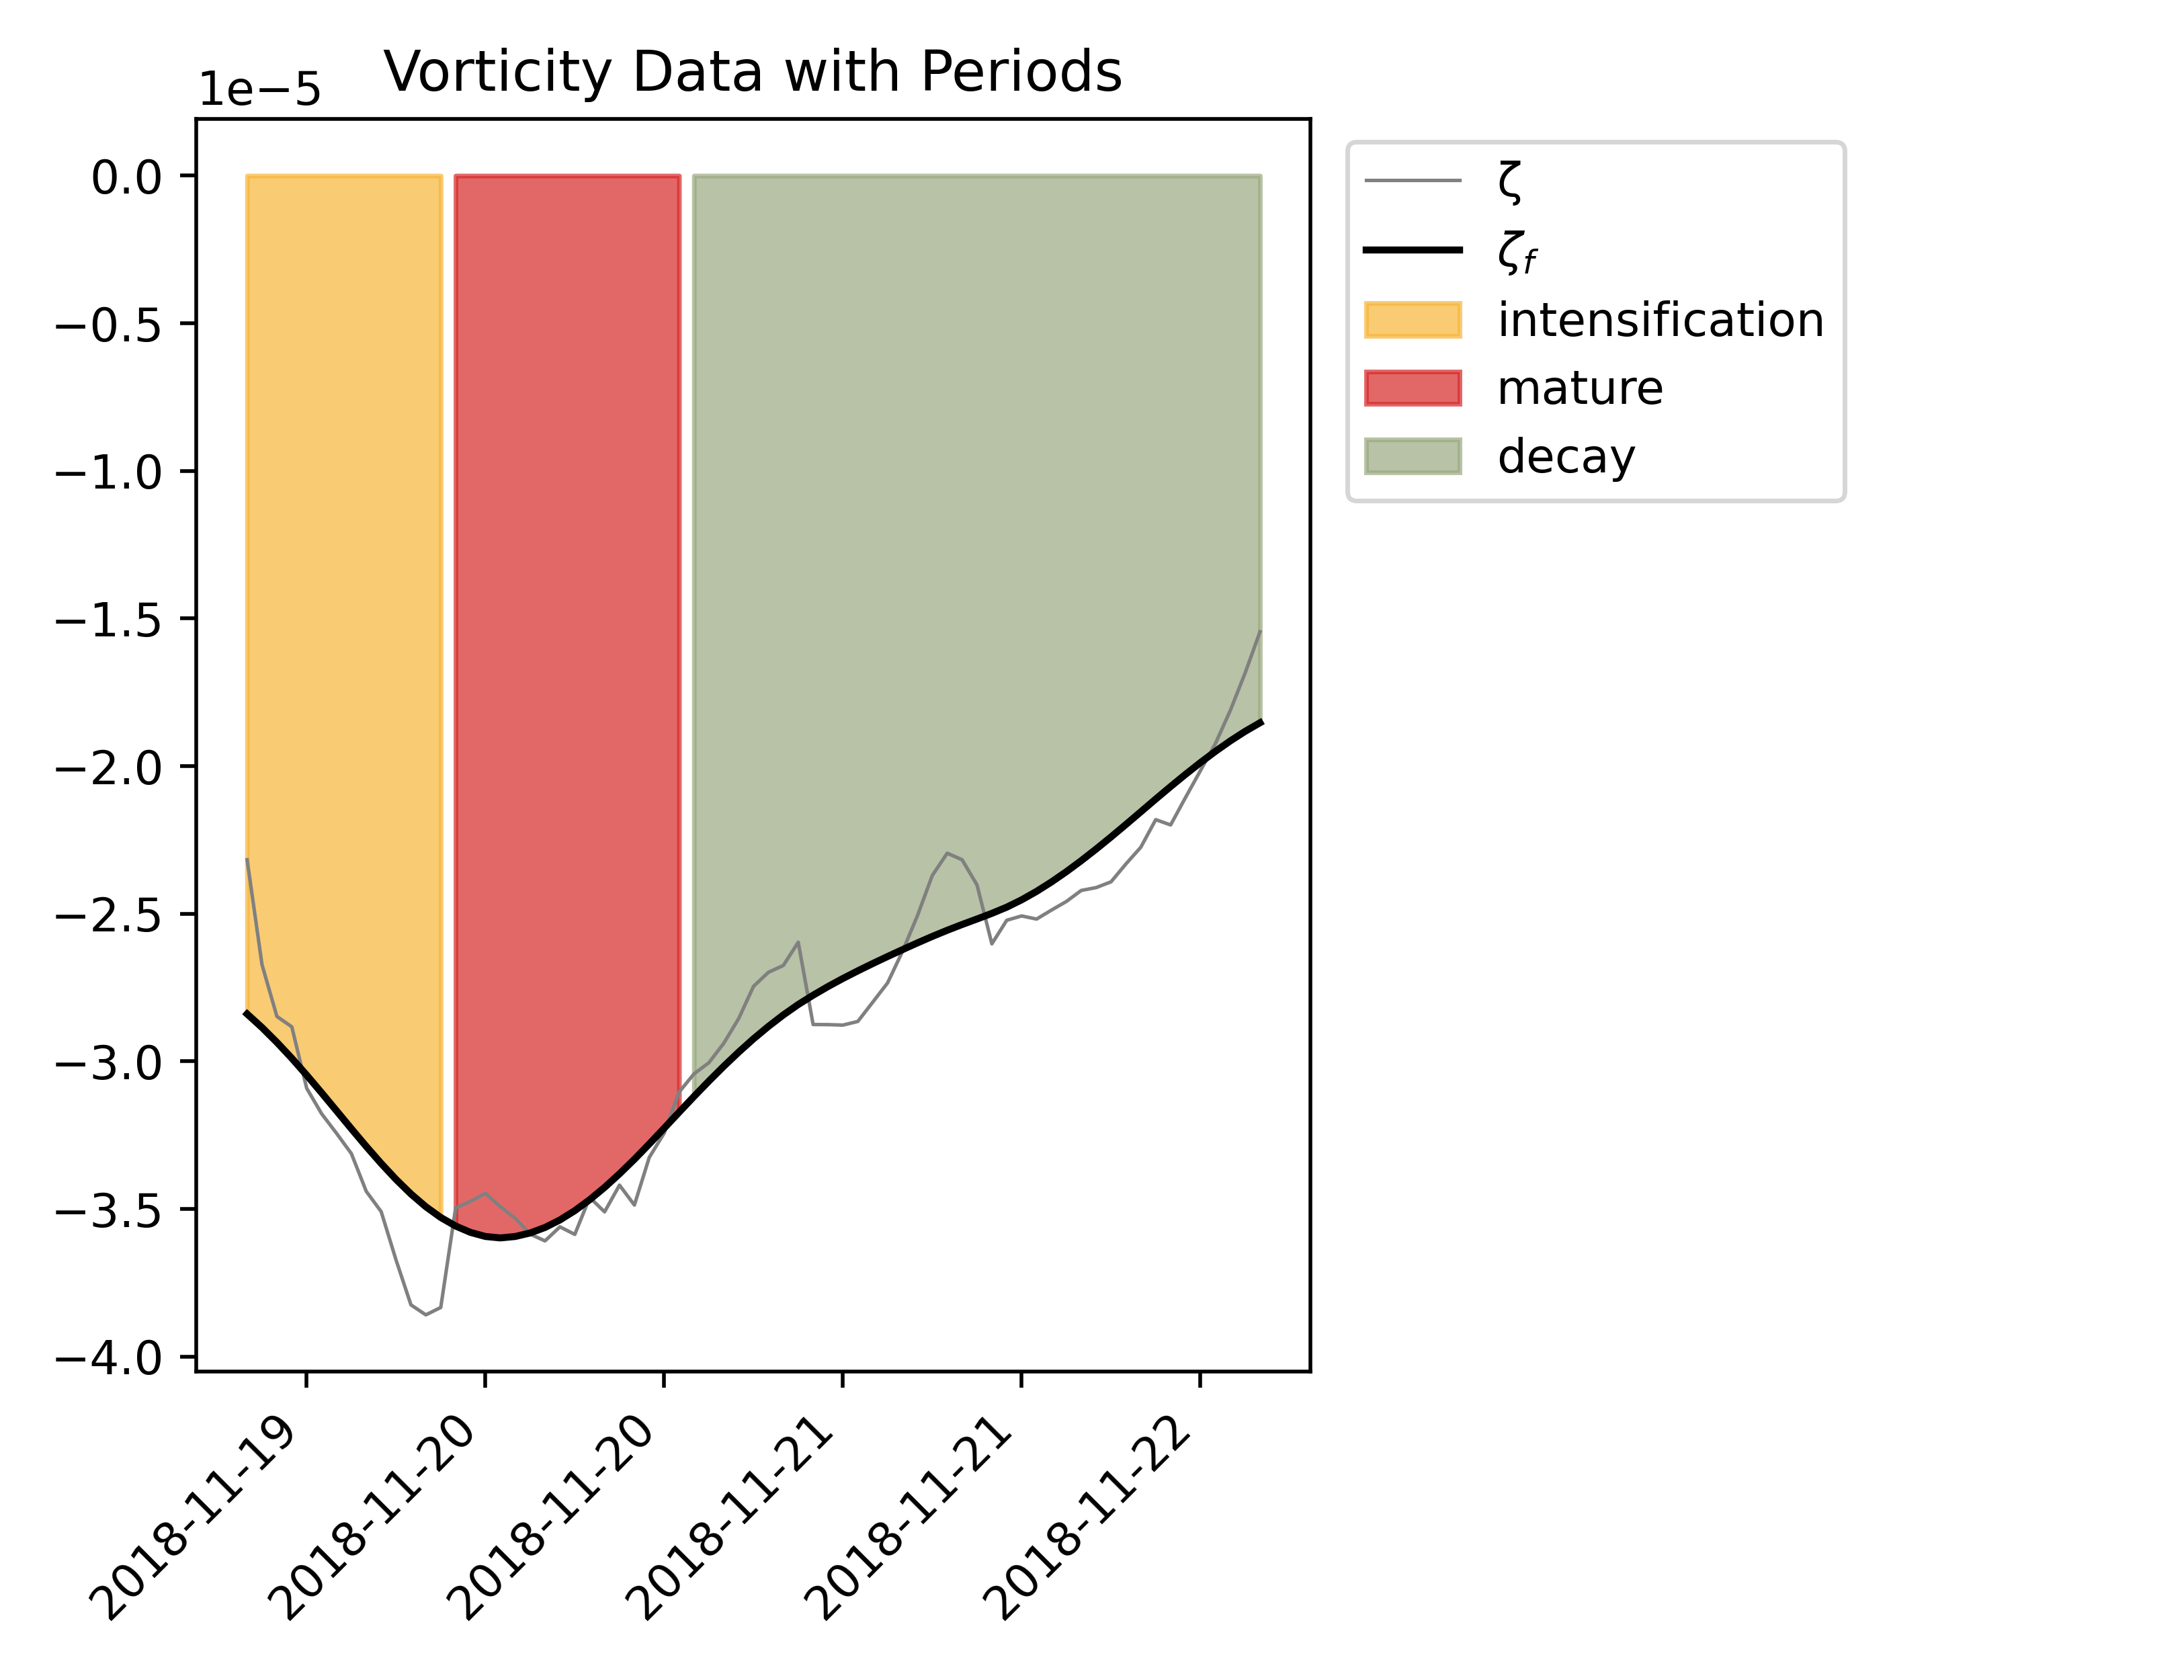 Vorticity Data with Periods
1e−5
0.0
−0.5
−1.0
−1.5
−2.0
−2.5
−3.0
−3.5
−4.0
2018-11-19
2018-11-20
2018-11-20
2018-11-21
2018-11-21
2018-11-22
ζ
ζf
intensification
mature
decay